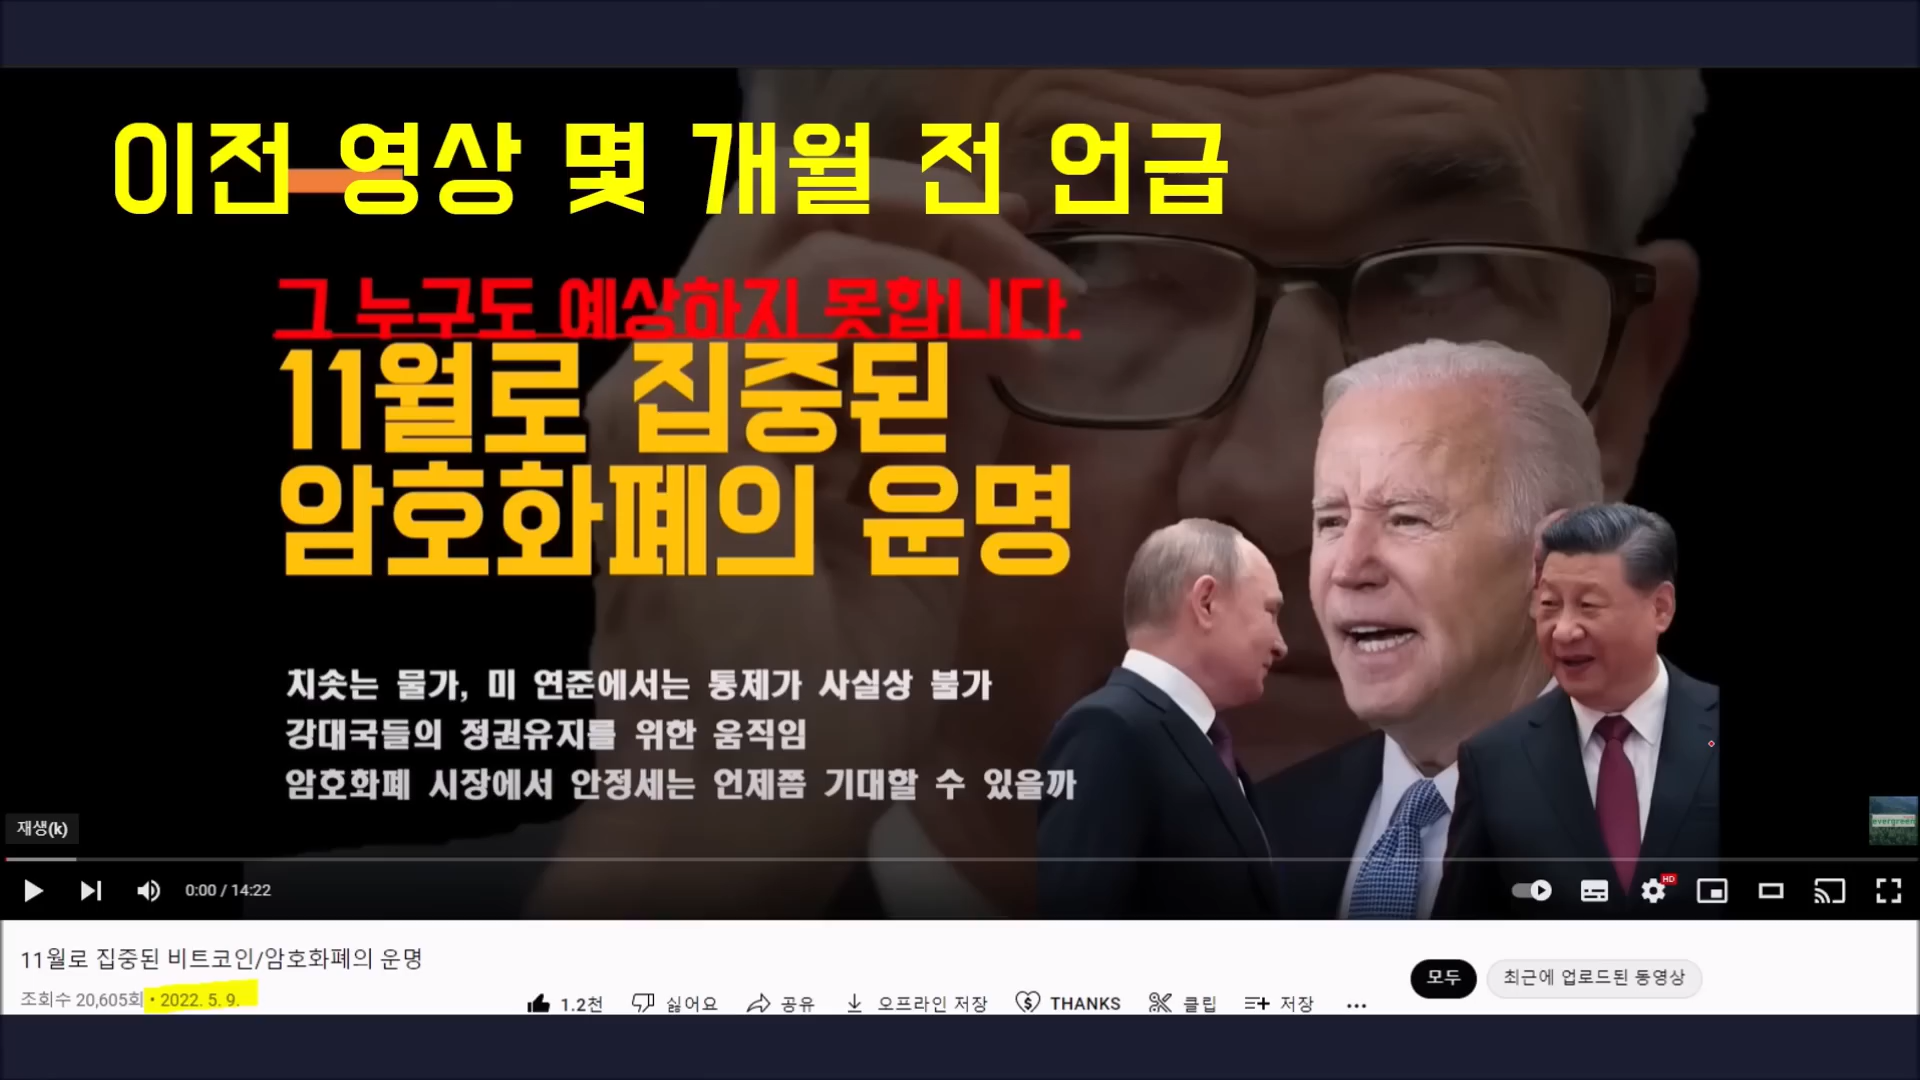 이전 영상 몇 개월 전 언급
그 누구도 예상하지 못합니다.
11월로 집중된
암호화폐의 운명
치솟는 물가, 미 연준에서는 통제가 사실상 불가
강대국들의 정권유지를 위한 움직임
암호화폐 시장에서 안정세는 언제쯤 기대할 수 있을까
evergreen
재생(k)
0:00 / 14:22
HD
11월로 집중된 비트코인/암호화폐의 운명
조회수 20,605회 • 2022. 5. 9.
1.2천 싫어요 공유 오프라인 저장 THANKS 클립 저장 ...
모두 최근에 업로드된 동영상